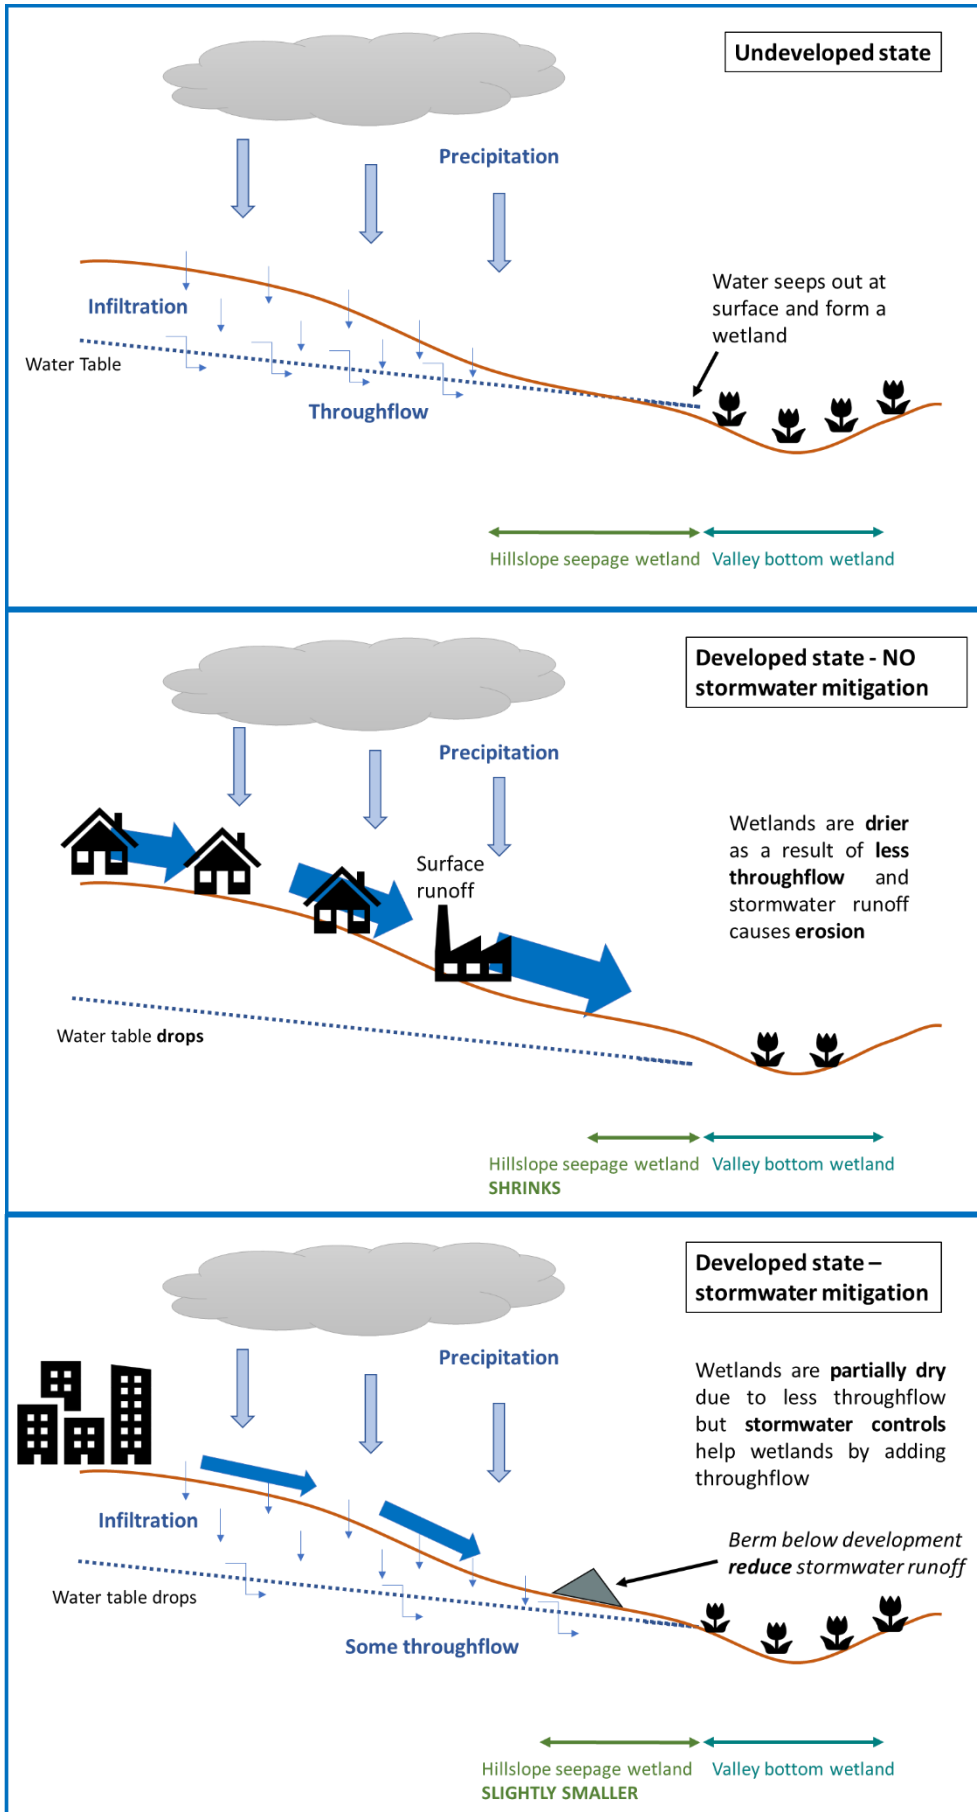 Undeveloped state
Precipitation
Infiltration
Water seeps out at
surface and form a
wetland
Water Table
Throughflow
Hillslope seepage wetland
Valley bottom wetland
Developed state - NO
stormwater mitigation
Precipitation
Wetlands are drier
as a result of less
throughflow and
stormwater runoff
causes erosion
Surface
runoff
Water table drops
Hillslope seepage wetland
SHRINKS
Valley bottom wetland
Developed state –
stormwater mitigation
Precipitation
Wetlands are partially dry
due to less throughflow
but stormwater controls
help wetlands by adding
throughflow
Infiltration
Berm below development
reduce stormwater runoff
Water table drops
Some throughflow
Hillslope seepage wetland
SLIGHTLY SMALLER
Valley bottom wetland